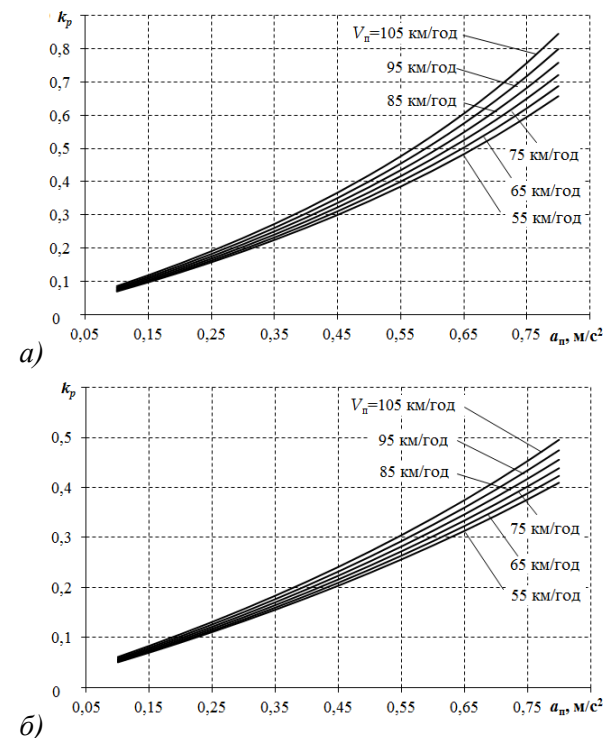 k_p
V_п=105 км/год
0,8
95 км/год
0,7
85 км/год
0,6
0,5
75 км/год
0,4
65 км/год
0,3
55 км/год
0,2
0,1
0
0,05 0,15 0,25 0,35 0,45 0,55 0,65 0,75 a_п, м/с²
а)
k_p
V_п=105 км/год
0,5
95 км/год
85 км/год
0,4
75 км/год
0,3
65 км/год
0,2
55 км/год
0,1
0
0,05 0,15 0,25 0,35 0,45 0,55 0,65 0,75 a_п, м/с²
б)